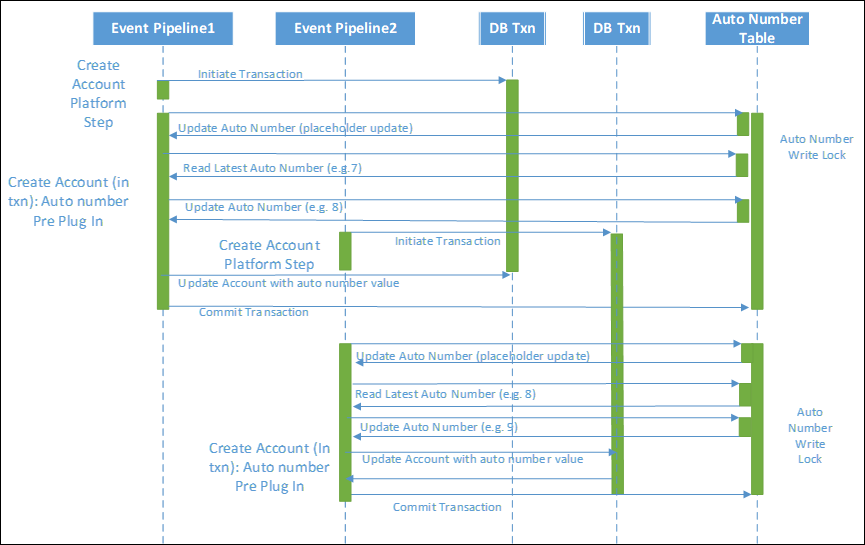 Event Pipeline1
Event Pipeline2
DB Txn
DB Txn
Auto Number
Table
Create
Account
Platform
Step
Initiate Transaction
Update Auto Number (placeholder update)
Auto Number
Write Lock
Read Latest Auto Number (e.g.7)
Create Account (in
txn): Auto number
Pre Plug In
Update Auto Number (e.g. 8)
Create Account
Platform Step
Initiate Transaction
Update Account with auto number value
Commit Transaction
Update Auto Number (placeholder update)
Read Latest Auto Number (e.g. 8)
Update Auto Number (e.g. 9)
Auto
Number
Write
Lock
Create Account (In
txn): Auto number
Pre Plug In
Update Account with auto number value
Commit Transaction